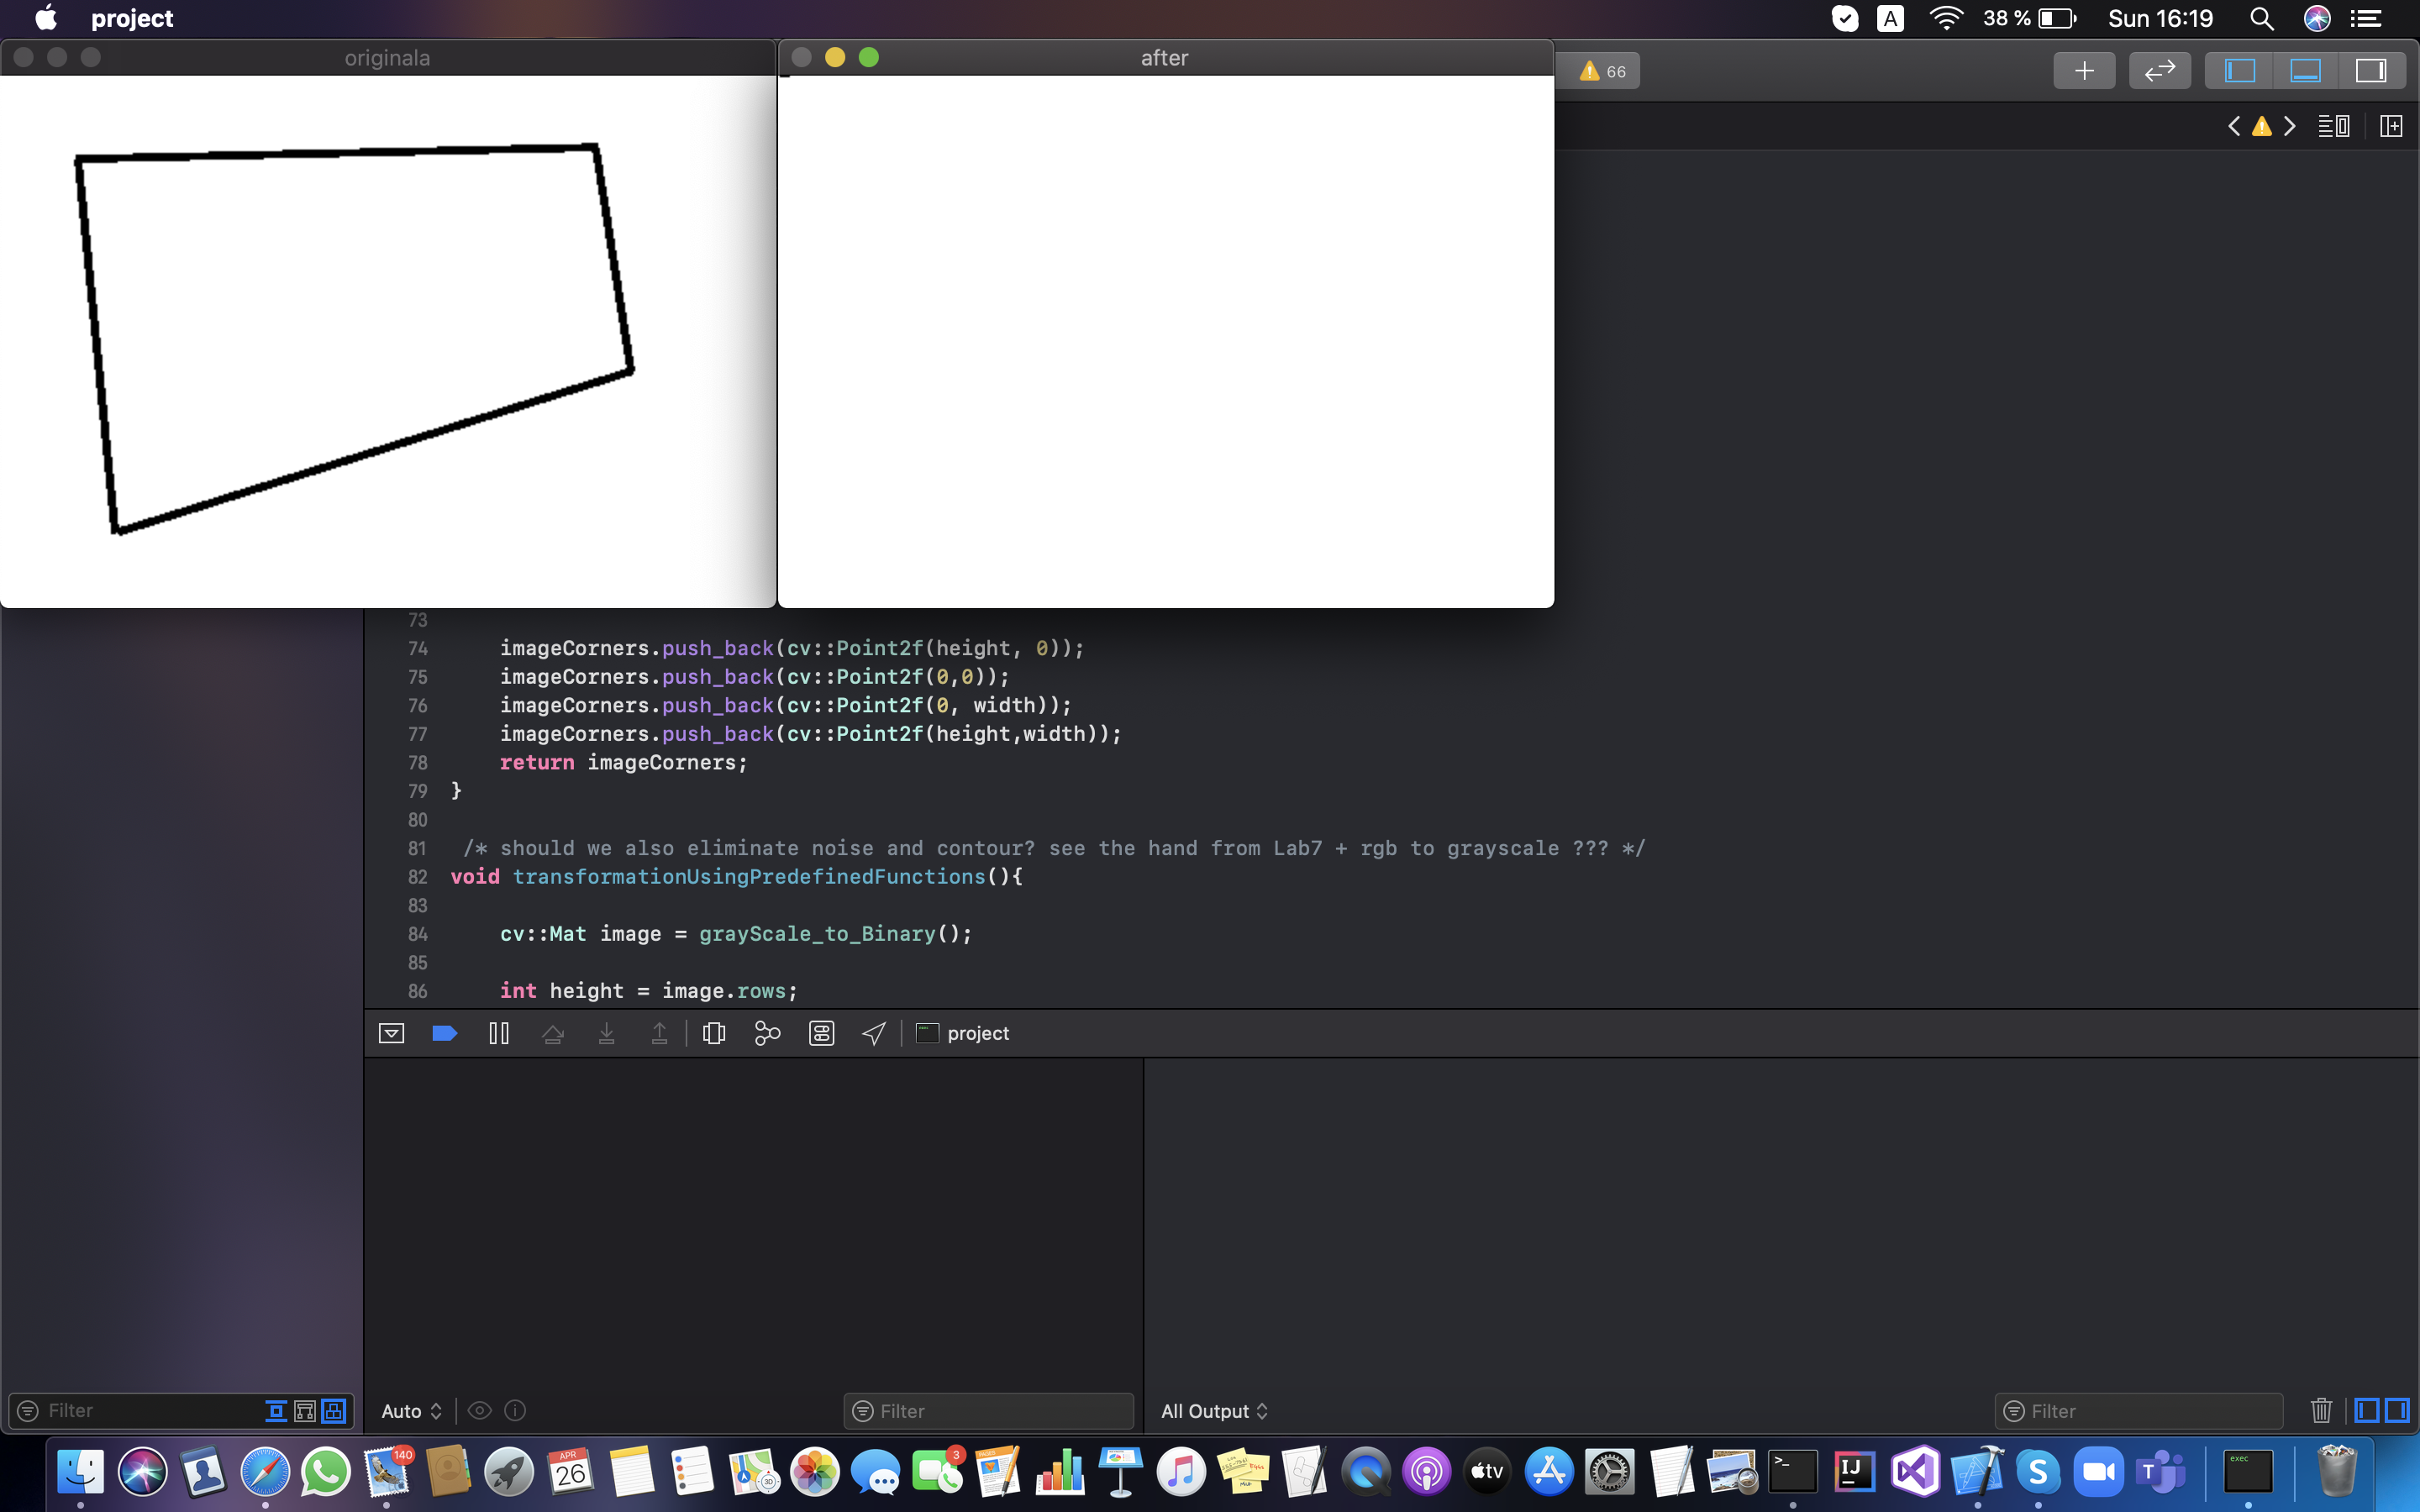 project
A
38 %
Sun 16:19
originala
after
66
73
74 imageCorners.push_back(cv::Point2f(height, 0));
75 imageCorners.push_back(cv::Point2f(0,0));
76 imageCorners.push_back(cv::Point2f(0, width));
77 imageCorners.push_back(cv::Point2f(height,width));
78 return imageCorners;
79 }
80
81 /* should we also eliminate noise and contour? see the hand from Lab7 + rgb to grayscale ??? */
82 void transformationUsingPredefinedFunctions(){
83
84 cv::Mat image = grayScale_to_Binary();
85
86 int height = image.rows;
project
Filter
Auto
Filter
All Output
Filter
140
APR
26
3
PAGES
3D
tv
>_
IJ
S
T
exec